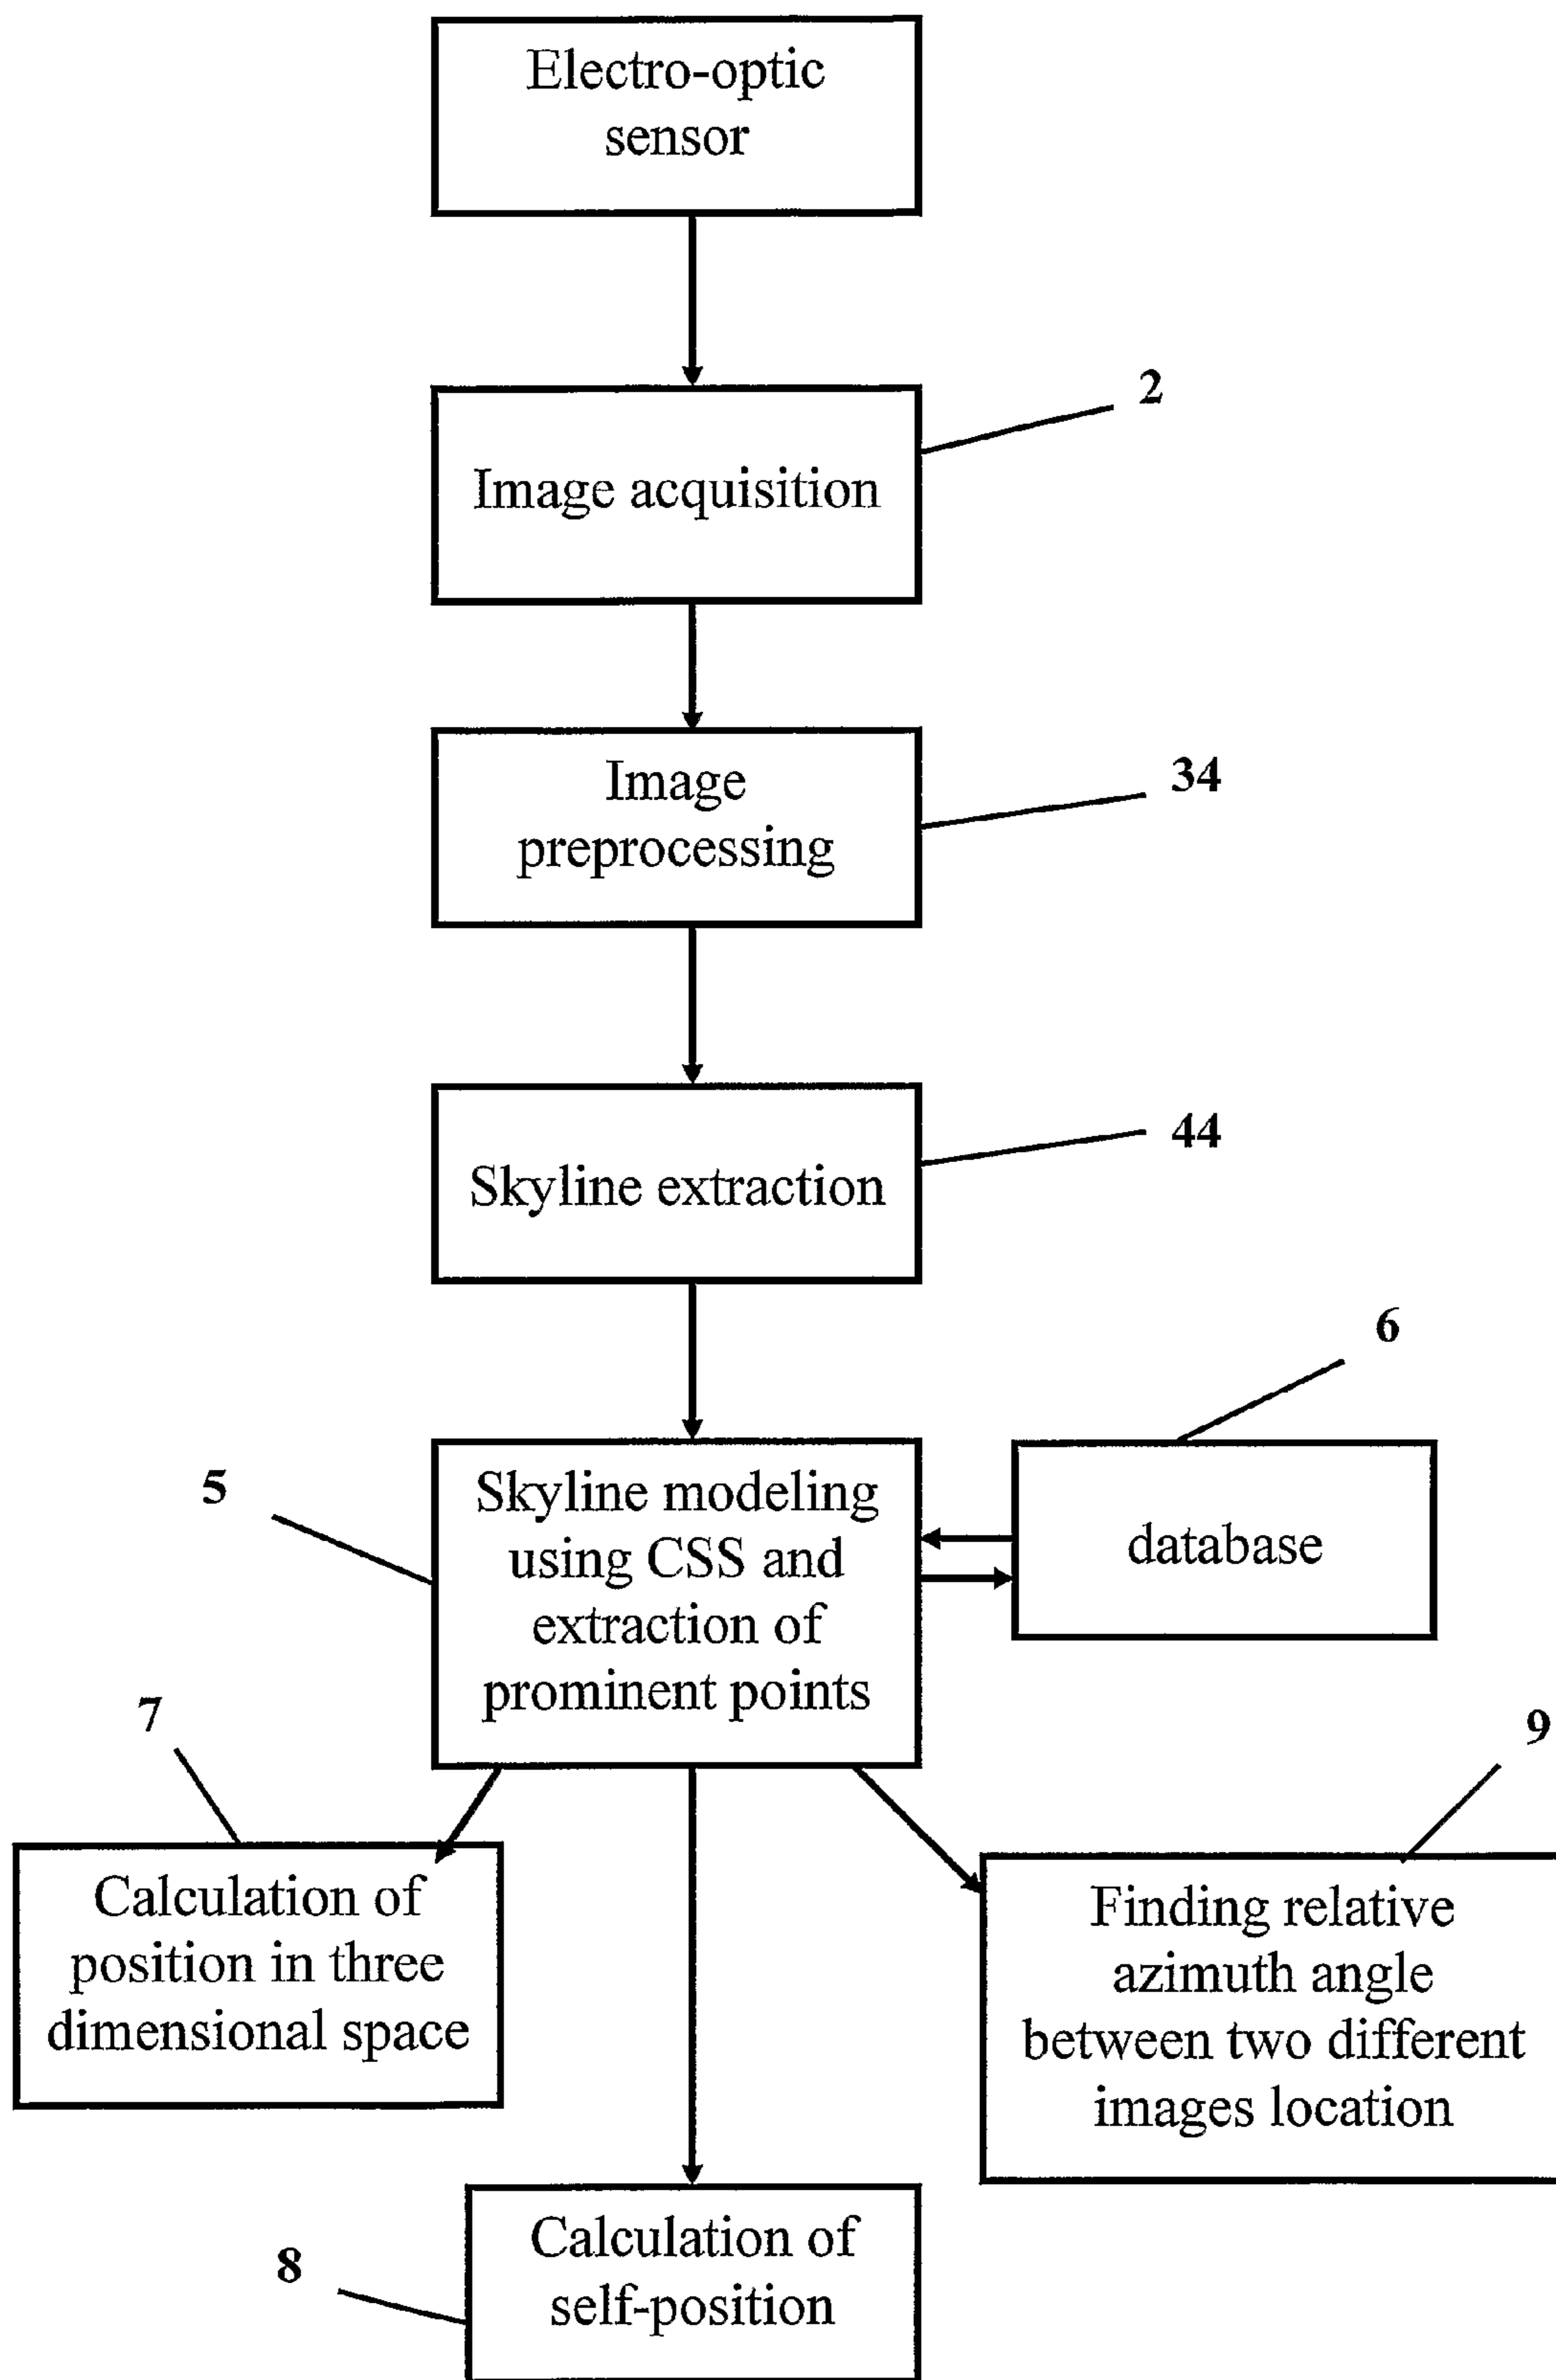 Electro-optic
sensor
2
Image acquisition
34
Image
preprocessing
44
Skyline extraction
6
5
Skyline modeling
using CSS and
extraction of
prominent points
database
7
9
Calculation of
position in three
dimensional space
Finding relative
azimuth angle
between two different
images location
8
Calculation of
self-position